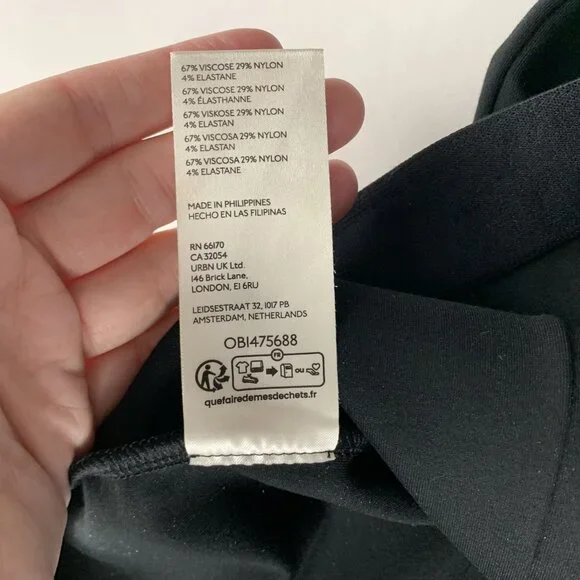 67% VISCOSE 29% NYLON
4% ELASTANE
67% VISCOSE 29% NYLON
4% ÉLASTHANNE
67% VISKOSE 29% NYLON
4% ELASTAN
67% VISCOSA 29% NYLON
4% ELASTAN
67% VISCOSA 29% NYLON
4% ELASTANE
MADE IN PHILIPPINES
HECHO EN LAS FILIPINAS
RN 66170
CA 32054
URBN UK Ltd.
146 Brick Lane,
LONDON, E1 6RU
LEIDSESTRAAT 32, 1017 PB
AMSTERDAM, NETHERLANDS
OB1475688
FR
ou
quefairedemesdechets.fr